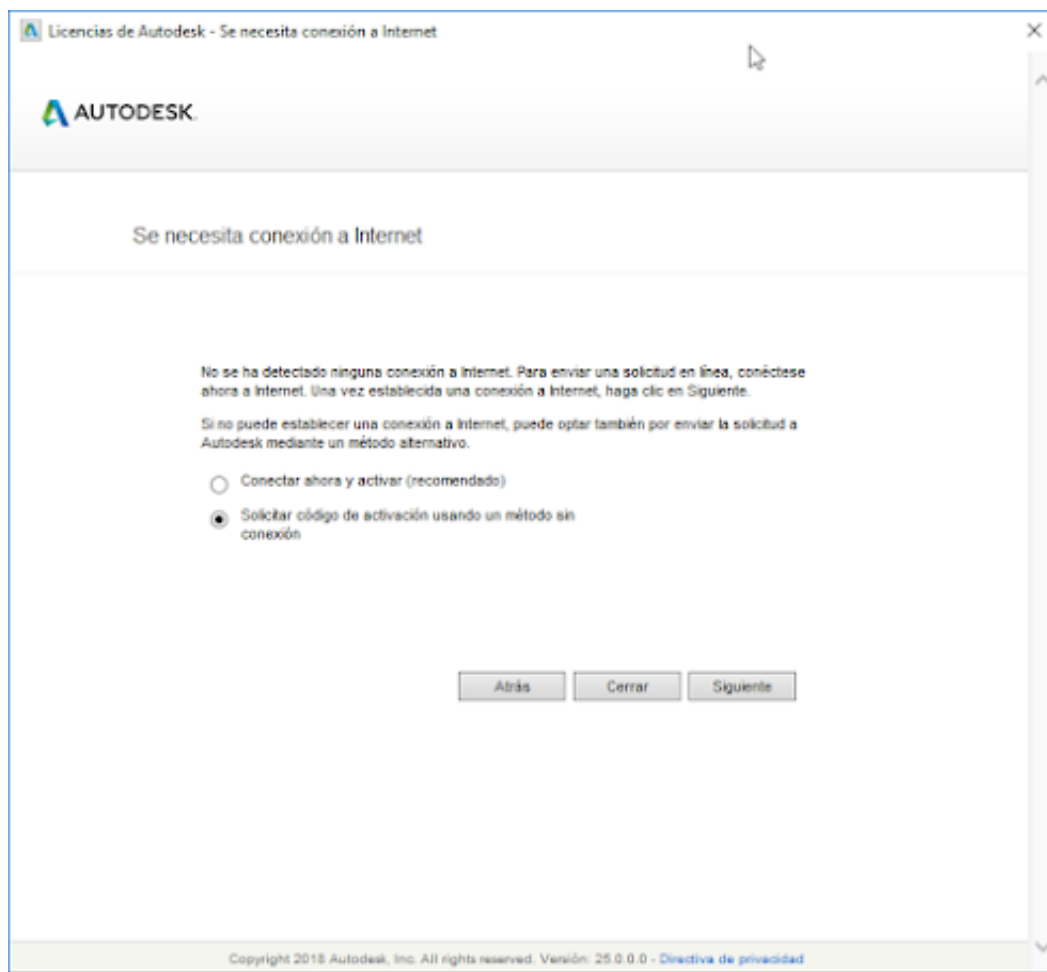 Licencias de Autodesk - Se necesita conexión a Internet
AUTODESK.
Se necesita conexión a Internet
No se ha detectado ninguna conexión a Internet. Para enviar una solicitud en línea, conéctese
ahora a Internet. Una vez establecida una conexión a Internet, haga clic en Siguiente.
Si no puede establecer una conexión a Internet, puede optar también por enviar la solicitud a
Autodesk mediante un método alternativo.
Conectar ahora y activar (recomendado)
Solicitar código de activación usando un método sin
conexión
Atrás Cerrar Siguiente
Copyright 2018 Autodesk, Inc. All rights reserved. Versión: 25.0.0.0 - Directiva de privacidad